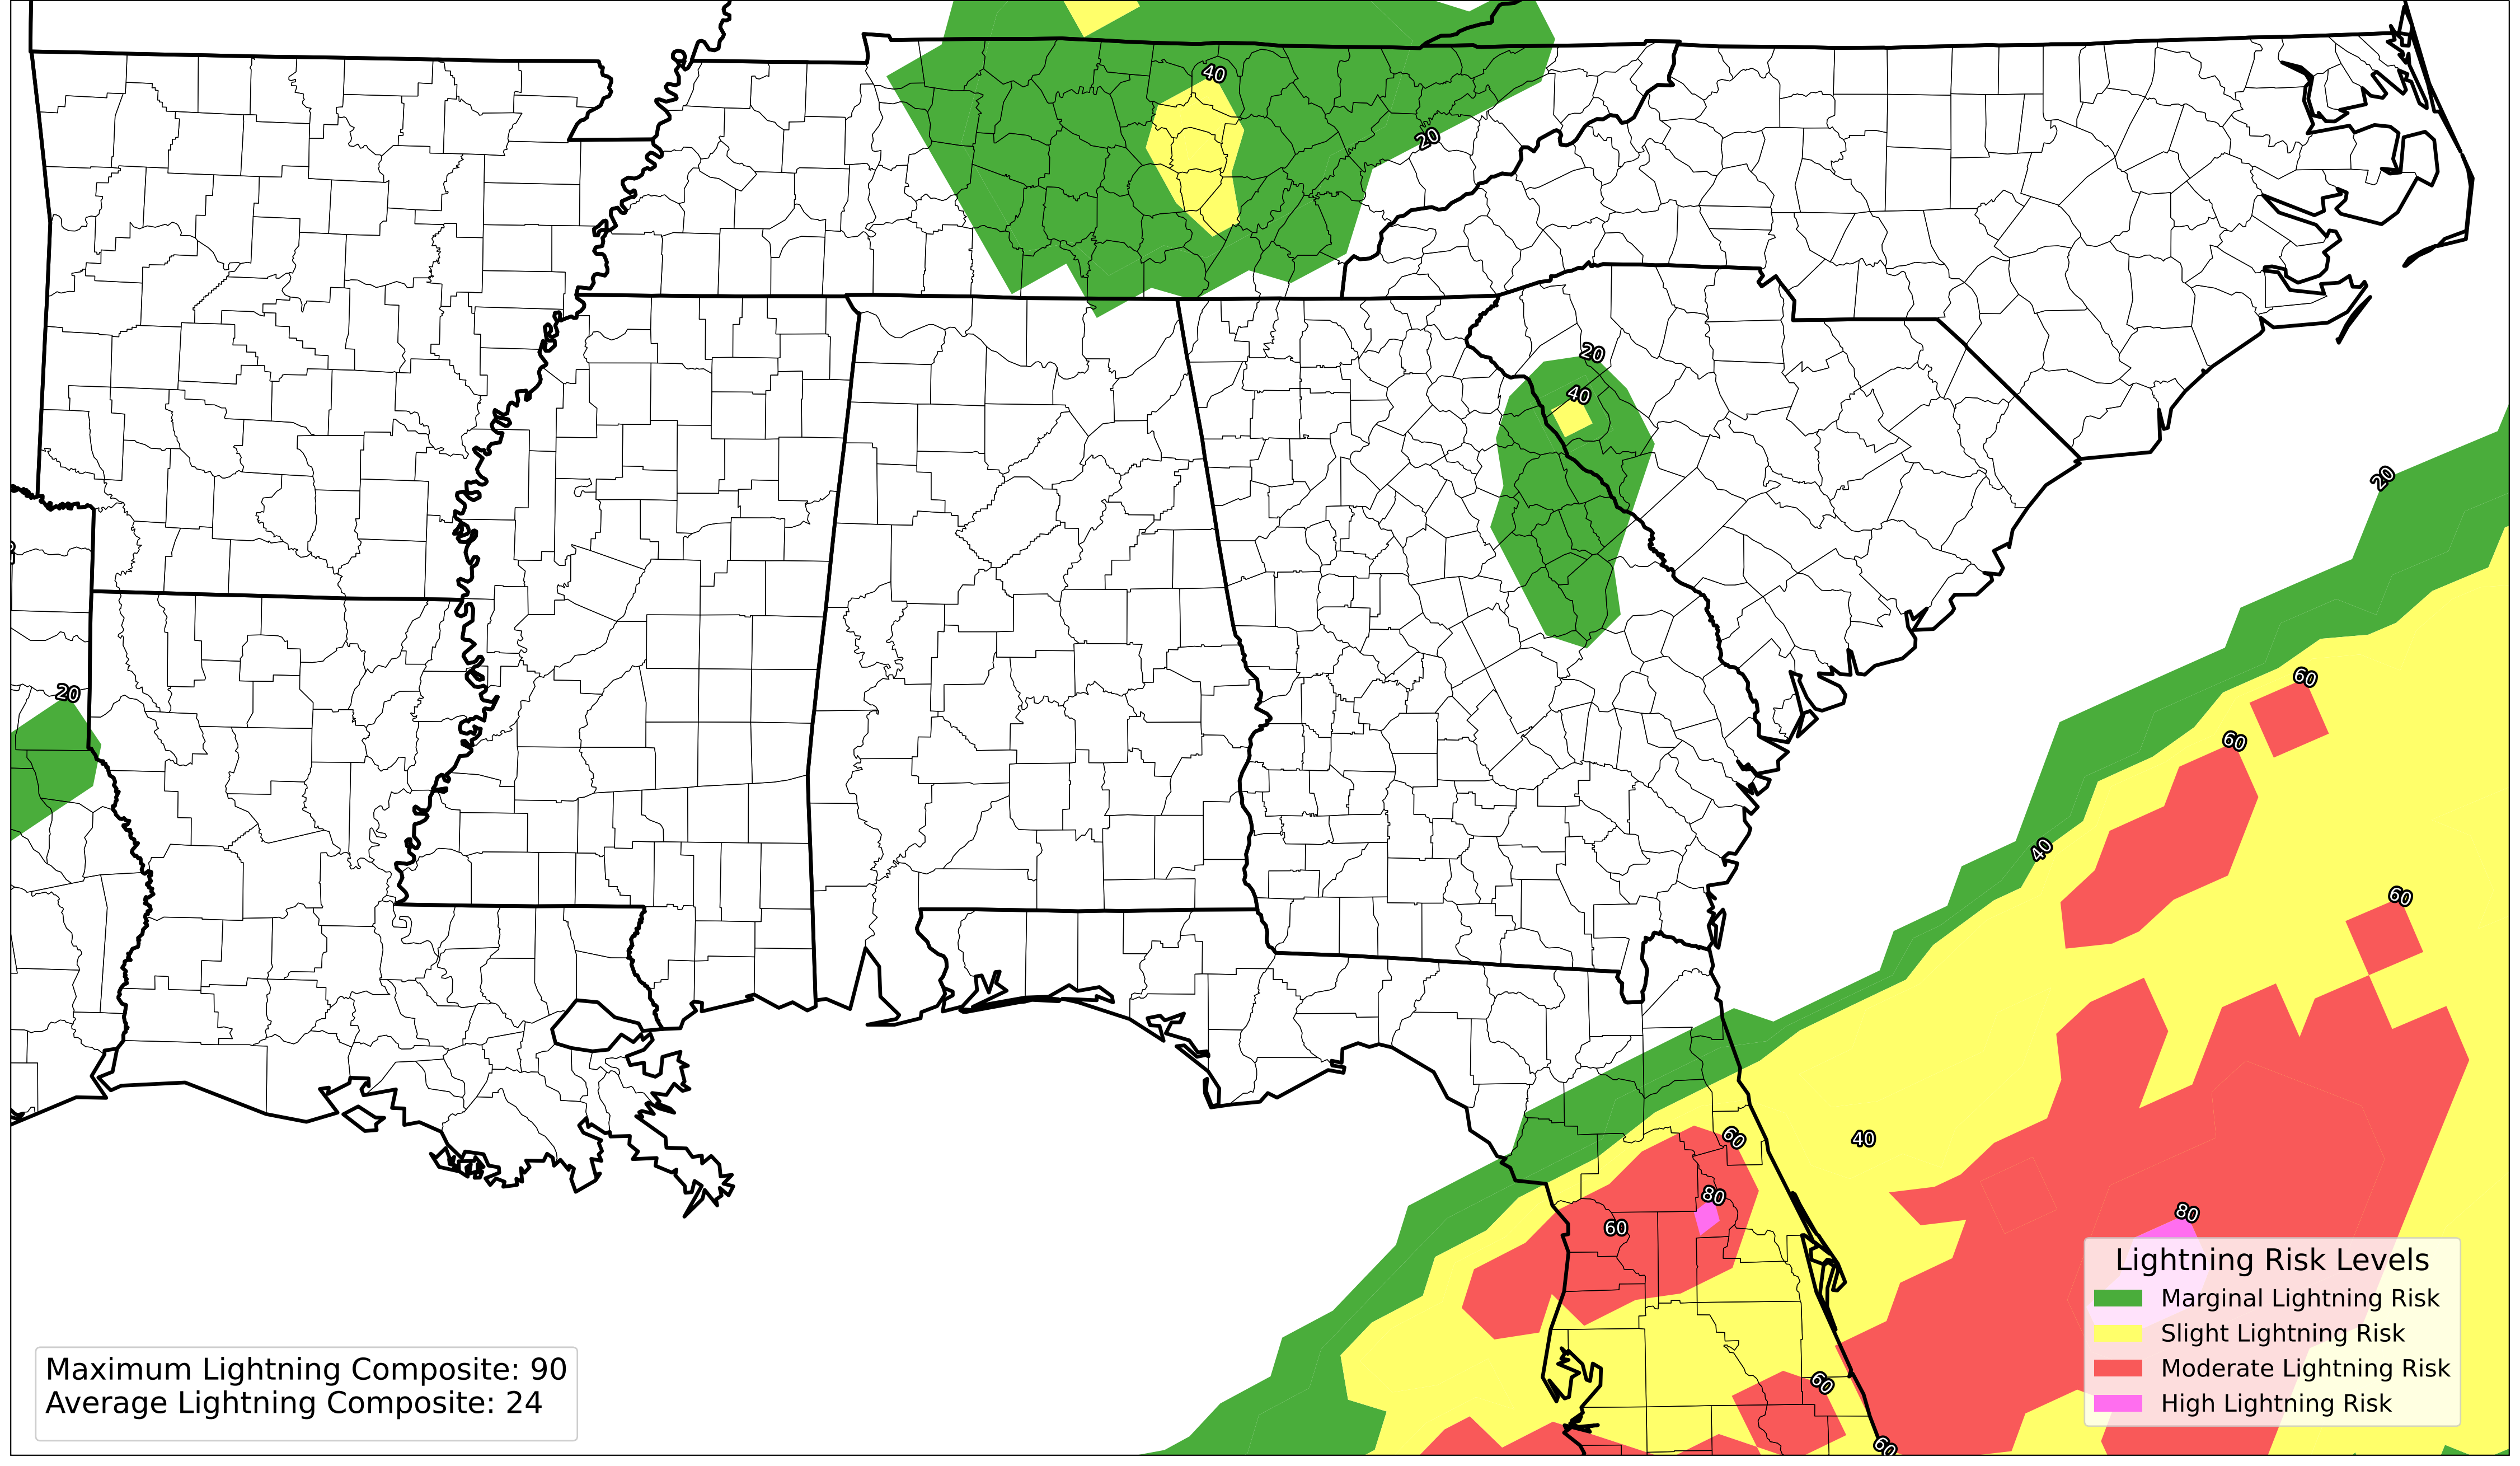 40
20
20
40
20
20
60
60
40
60
60
40
80
60
80
60
60
Lightning Risk Levels
Marginal Lightning Risk
Slight Lightning Risk
Moderate Lightning Risk
High Lightning Risk
Maximum Lightning Composite: 90
Average Lightning Composite: 24